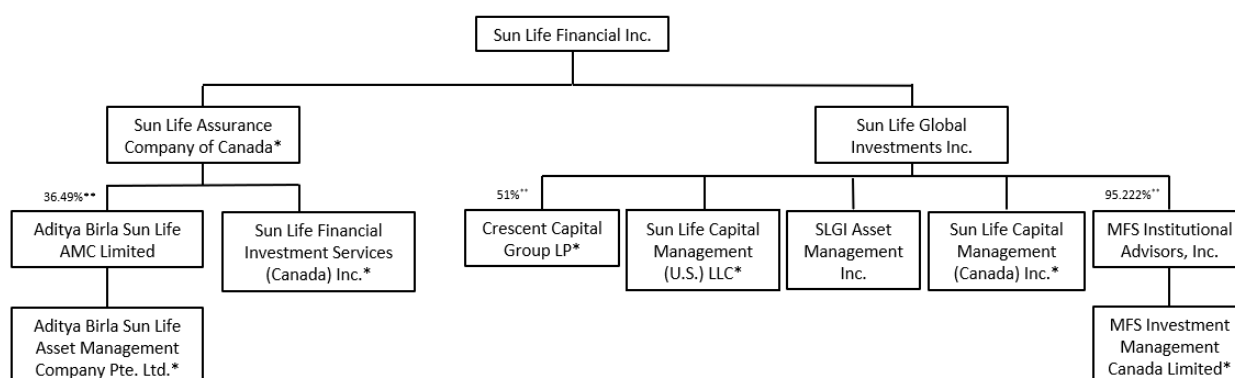 Sun Life Financial Inc.
Sun Life Assurance
Company of Canada*
Sun Life Global
Investments Inc.
36.49%**
51%**
95.222%**
Aditya Birla Sun Life
AMC Limited
Sun Life Financial
Investment Services
(Canada) Inc.*
Crescent Capital
Group LP*
Sun Life Capital
Management
(U.S.) LLC*
SLGI Asset
Management
Inc.
Sun Life Capital
Management
(Canada) Inc.*
MFS Institutional
Advisors, Inc.
Aditya Birla Sun Life
Asset Management
Company Pte. Ltd.*
MFS Investment
Management
Canada Limited*